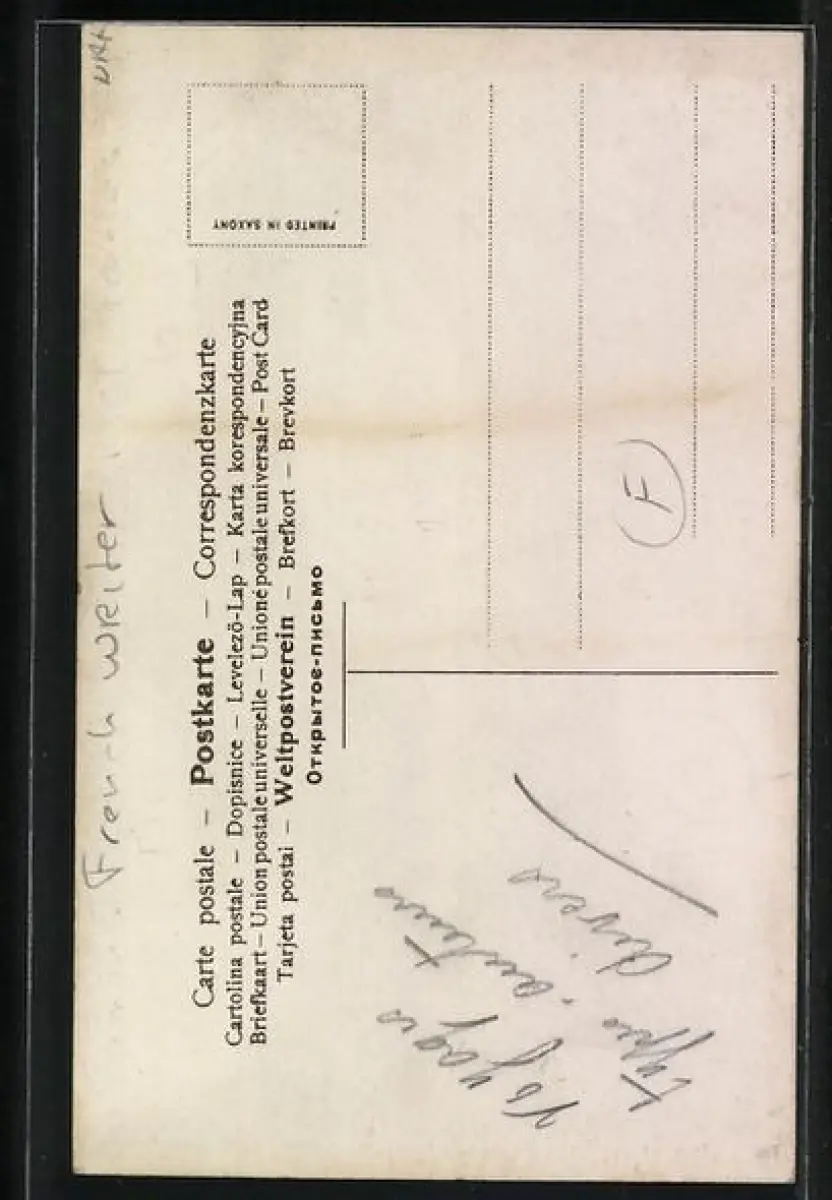 French writer
Carte postale – Postkarte – Correspondenzkarte
Cartolina postale – Dopisnice – Levelező-Lap – Karta korespondencyjna
Briefkaart – Union postale universelle – Unione postale universale – Post Card
Tarjeta postal – Weltpostverein – Brefkort – Brevkort
Открытое-письмо
PRINTED IN SAXONY
F
divers